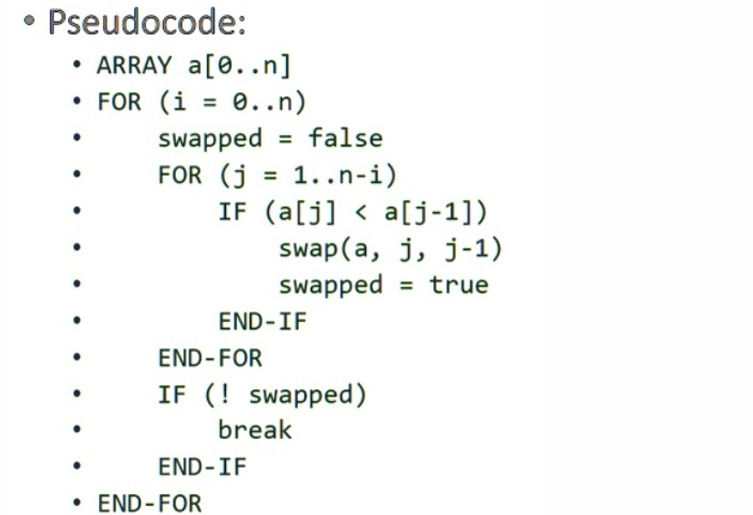 • Pseudocode:
• ARRAY a[0..n]
• FOR (i = 0..n)
•     swapped = false
•     FOR (j = 1..n-i)
•         IF (a[j] < a[j-1])
•             swap(a, j, j-1)
•             swapped = true
•         END-IF
•     END-FOR
•     IF (! swapped)
•         break
•     END-IF
• END-FOR